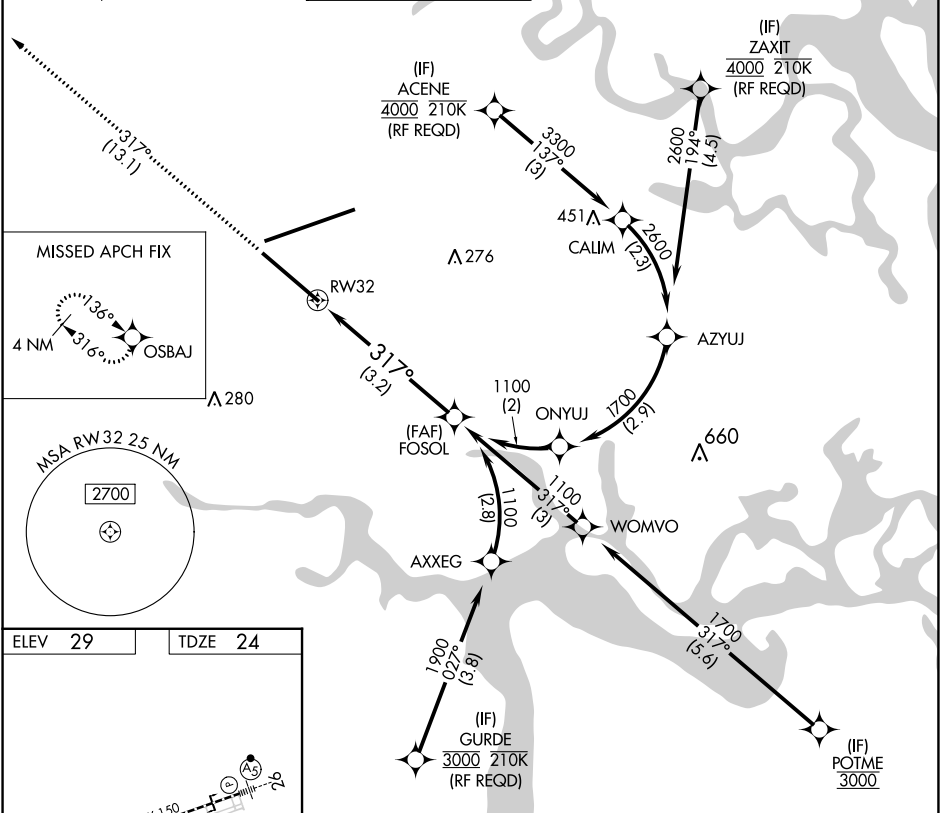 (IF)
ZAXIT
4000 210K
(RF REQD)
(IF)
ACENE
4000 210K
(RF REQD)
2600
194°
(4.5)
3300
137°
(3)
317°
(13.1)
451
CALIM
2600
(2.3)
276
MISSED APCH FIX
136°
316°
4 NM
OSBAJ
RW32
AZYUJ
317°
(3.2)
280
1100
(2)
ONYUJ
1700
(2.9)
(FAF)
FOSOL
660
MSA RW32 25 NM
2700
1100
(2.8)
1100
317°
(3)
WOMVO
AXXEG
1700
317°
(5.6)
ELEV 29
TDZE 24
1900
027°
(3.8)
(IF)
GURDE
3000 210K
(RF REQD)
(IF)
POTME
3000
P
A5
26
150